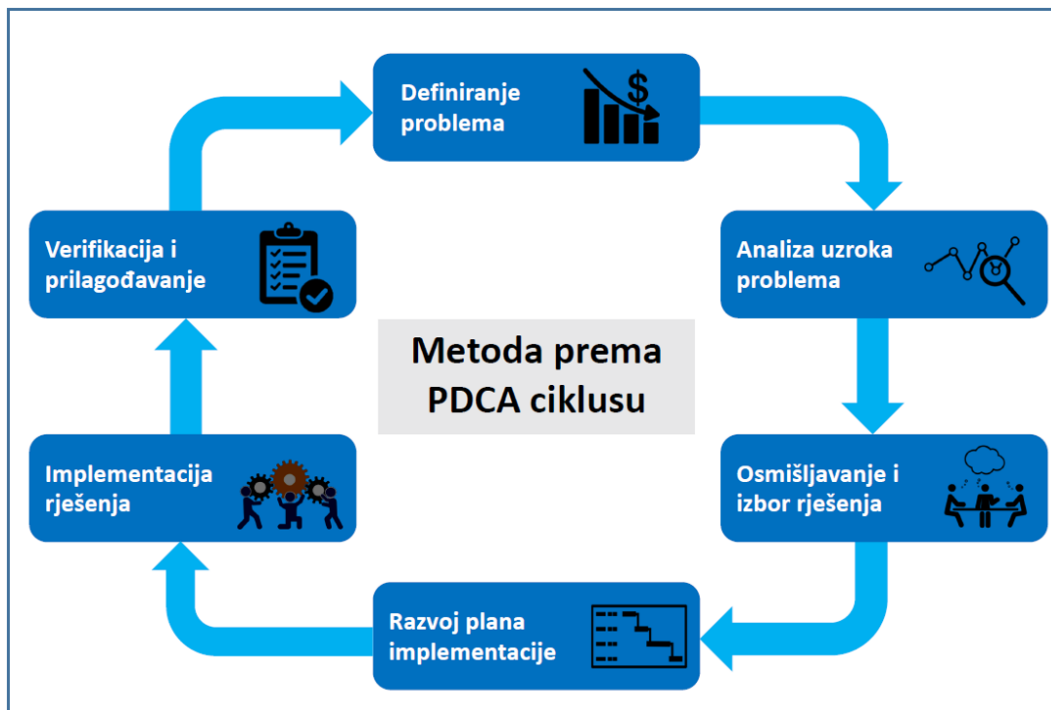 Definiranje
problema
Analiza uzroka
problema
Osmišljavanje i
izbor rješenja
Razvoj plana
implementacije
Implementacija
rješenja
Verifikacija i
prilagođavanje
Metoda prema
PDCA ciklusu
$